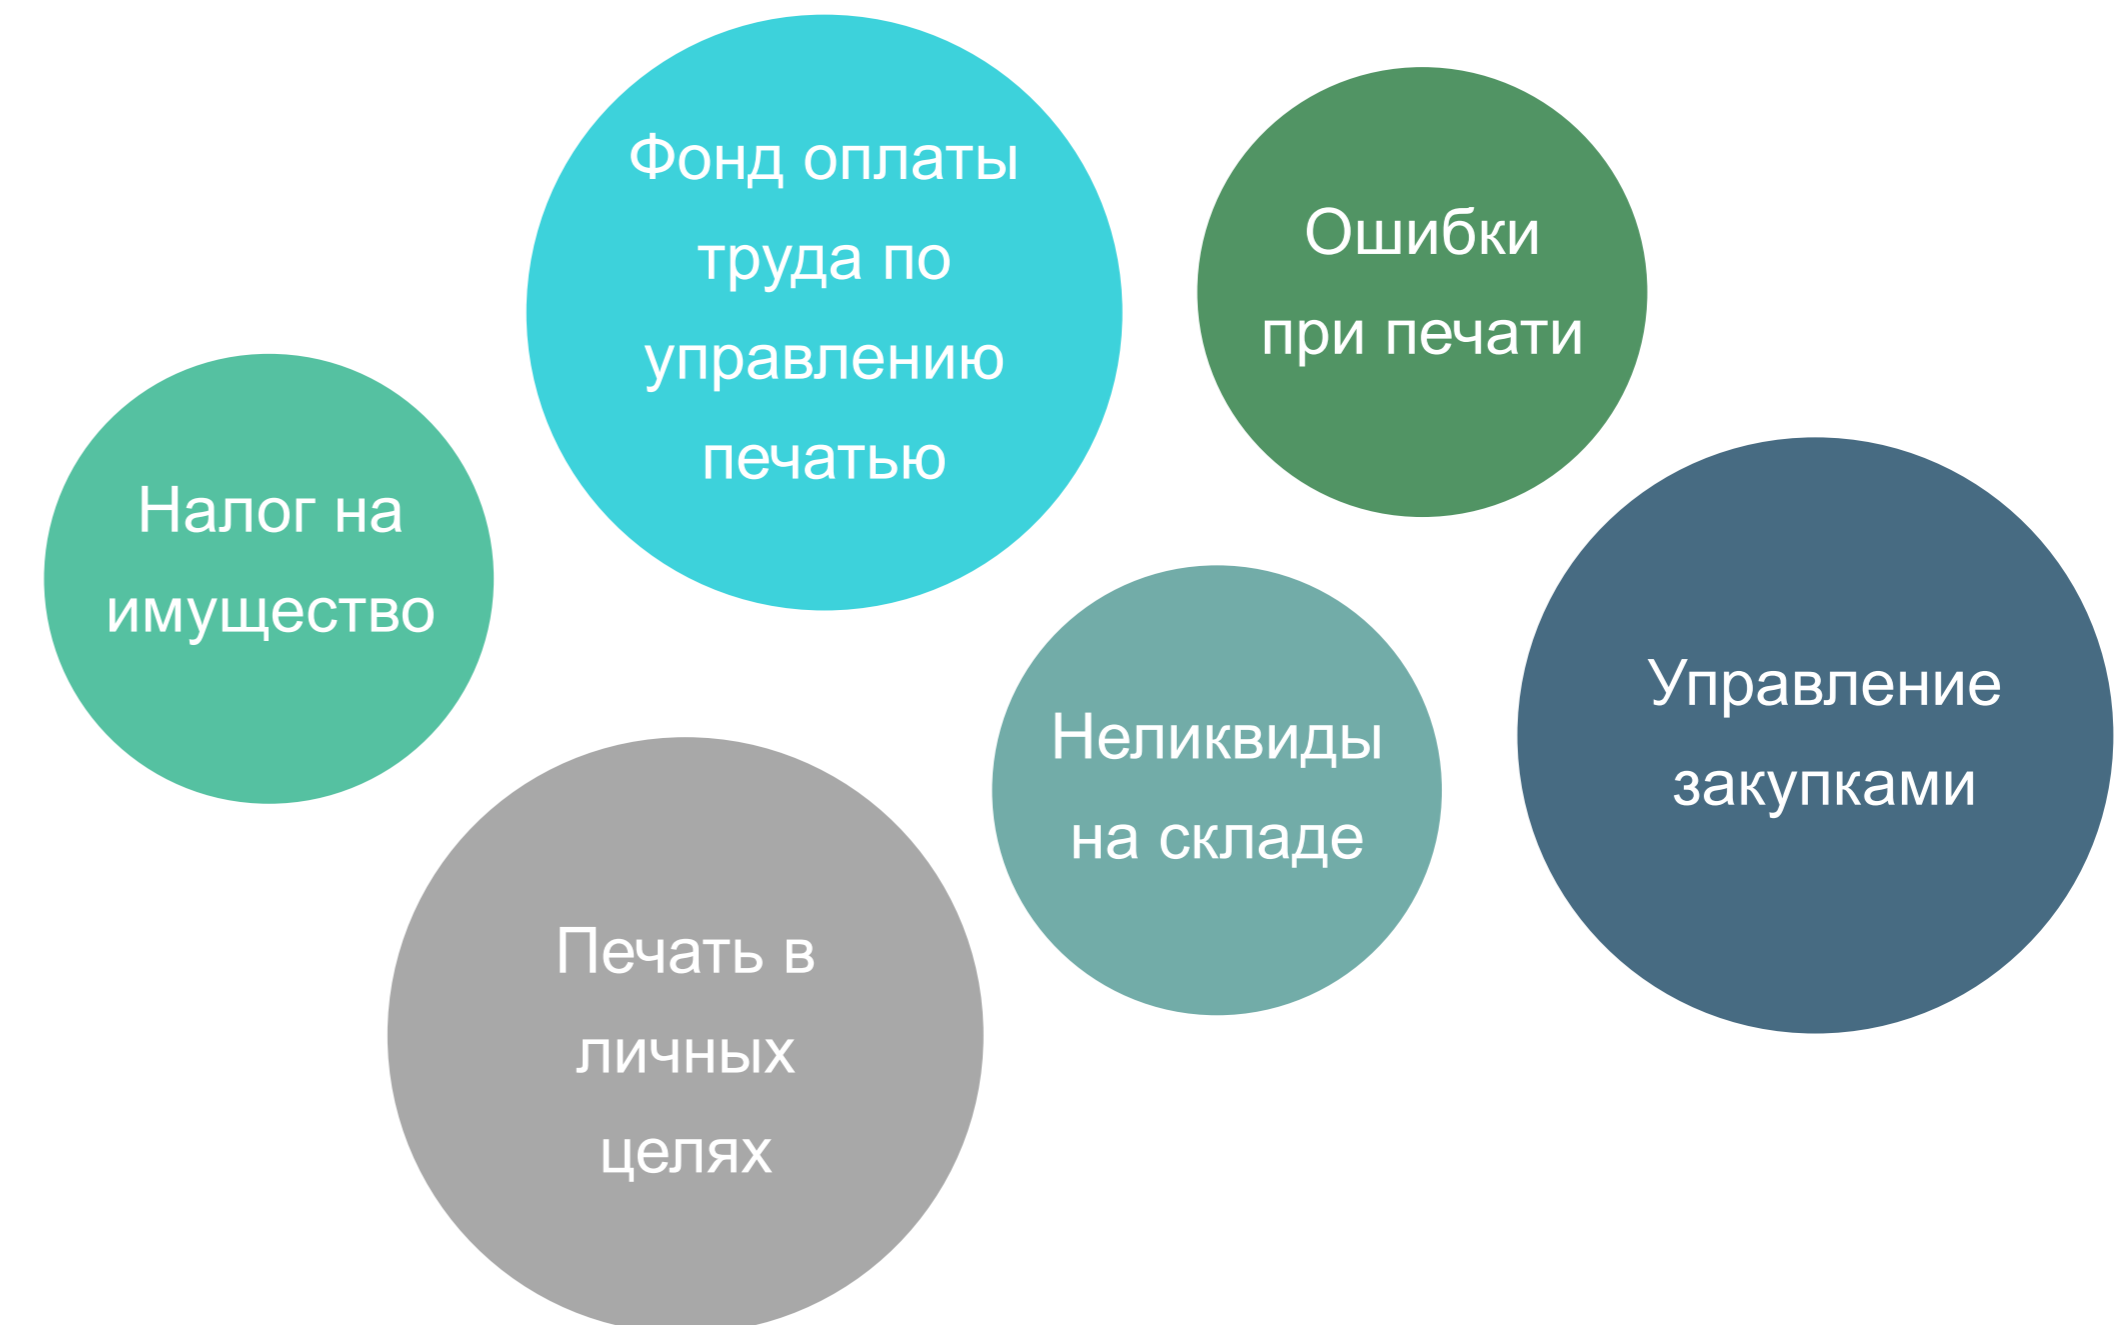 Фонд оплаты
труда по
управлению
печатью
Ошибки
при печати
Налог на
имущество
Управление
закупками
Неликвиды
на складе
Печать в
личных
целях